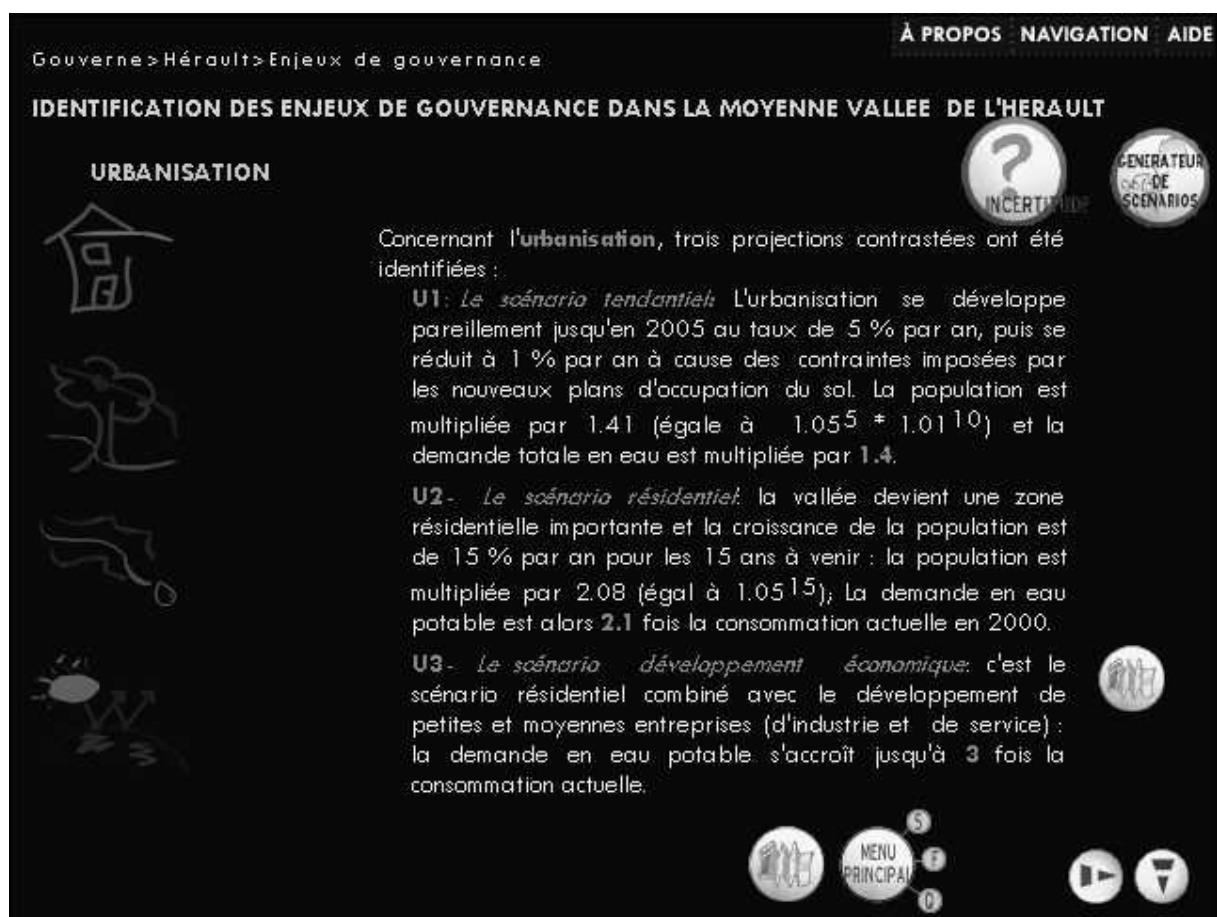 À PROPOS NAVIGATION AIDE
Gouverne>Hérault>Enjeux de gouvernance
IDENTIFICATION DES ENJEUX DE GOUVERNANCE DANS LA MOYENNE VALLEE DE L'HERAULT
URBANISATION
INCERTITUDE
GENERATEUR
DE
SCENARIOS
Concernant l'urbanisation, trois projections contrastées ont été
identifiées :
U1: Le scénario tendantiel: L'urbanisation se développe
pareillement jusqu'en 2005 au taux de 5 % par an, puis se
réduit à 1 % par an à cause des contraintes imposées par
les nouveaux plans d'occupation du sol. La population est
multipliée par 1.41 (égale à 1.05⁵ * 1.01¹⁰) et la
demande totale en eau est multipliée par 1.4.
U2- Le scénario résidentiel: la vallée devient une zone
résidentielle importante et la croissance de la population est
de 15 % par an pour les 15 ans à venir : la population est
multipliée par 2.08 (égal à 1.05¹⁵); La demande en eau
potable est alors 2.1 fois la consommation actuelle en 2000.
U3- Le scénario développement économique: c'est le
scénario résidentiel combiné avec le développement de
petites et moyennes entreprises (d'industrie et de service) :
la demande en eau potable s'accroît jusqu'à 3 fois la
consommation actuelle.
MENU
PRINCIPAL
S
F
Q